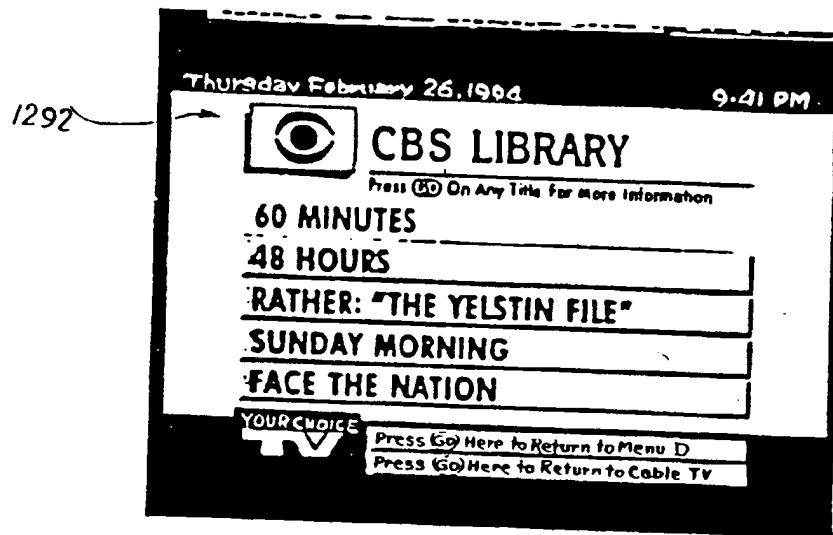 Thursday February 26, 1994 9:41 PM
1292
CBS LIBRARY
Press Go On Any Title for More Information
60 MINUTES
48 HOURS
RATHER: "THE YELSTIN FILE"
SUNDAY MORNING
FACE THE NATION
YOUR CHOICE
TV
Press Go Here to Return to Menu D
Press Go Here to Return to Cable TV